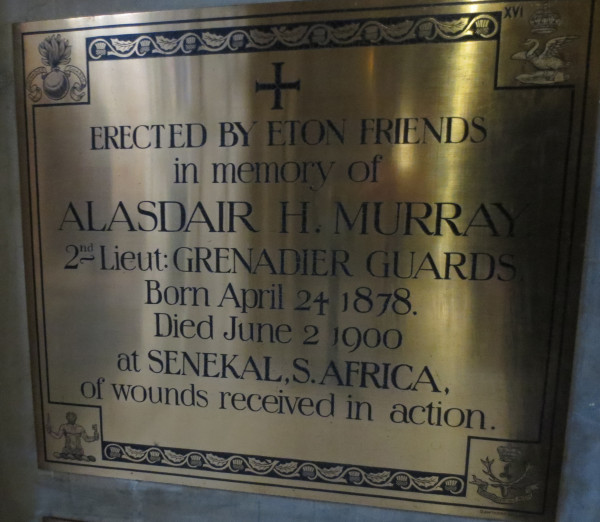 XVI
ERECTED BY ETON FRIENDS
in memory of
ALASDAIR H. MURRAY.
2nd Lieut: GRENADIER GUARDS
Born April 24 1878.
Died June 2 1900
at SENEKAL, S. AFRICA,
of wounds received in action.